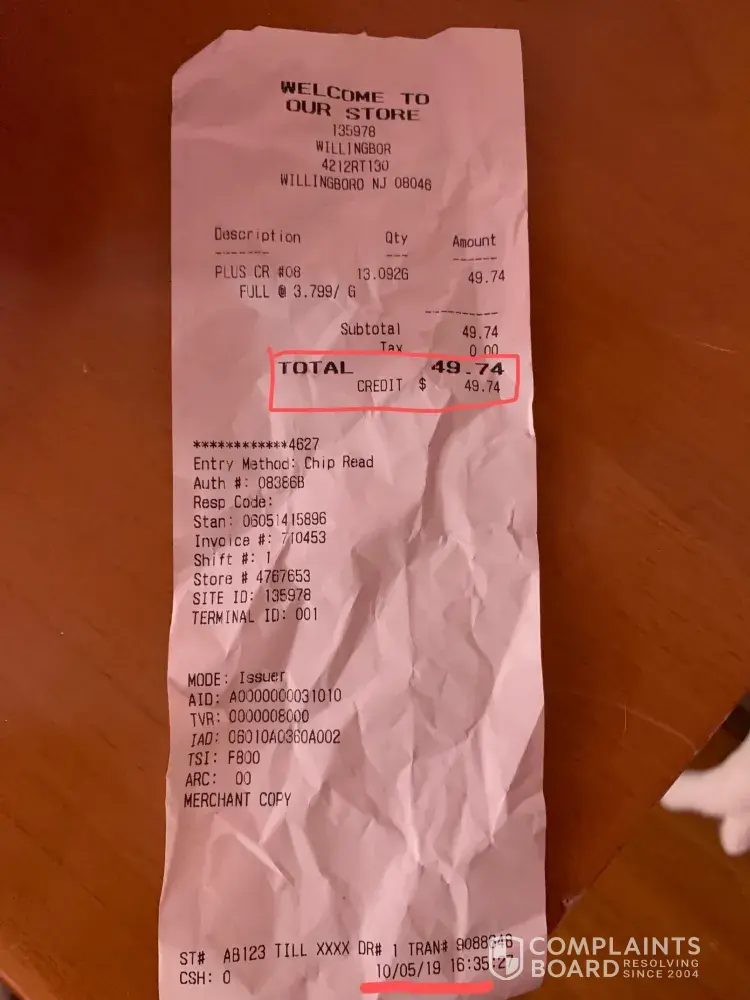 WELCOME TO
OUR STORE
135978
WILLINGBOR
4212RT130
WILLINGBORO NJ 08046
Description Qty Amount
------- --- ------
PLUS CR #08 13.092G 49.74
FULL @ 3.799/ G
----------
Subtotal 49.74
Tax 0.00
TOTAL 49.74
CREDIT $ 49.74
************4627
Entry Method: Chip Read
Auth #: 08386B
Resp Code:
Stan: 06051415896
Invoice #: 710453
Shift #: 1
Store # 4767653
SITE ID: 135978
TERMINAL ID: 001
MODE: Issuer
AID: A0000000031010
TVR: 0000008000
IAD: 06010A0360A002
TSI: F800
ARC: 00
MERCHANT COPY
ST# AB123 TILL XXXX DR# 1 TRAN#
CSH: 0 10/05/19 16:35:27
COMPLAINTS
BOARD RESOLVING
SINCE 2004